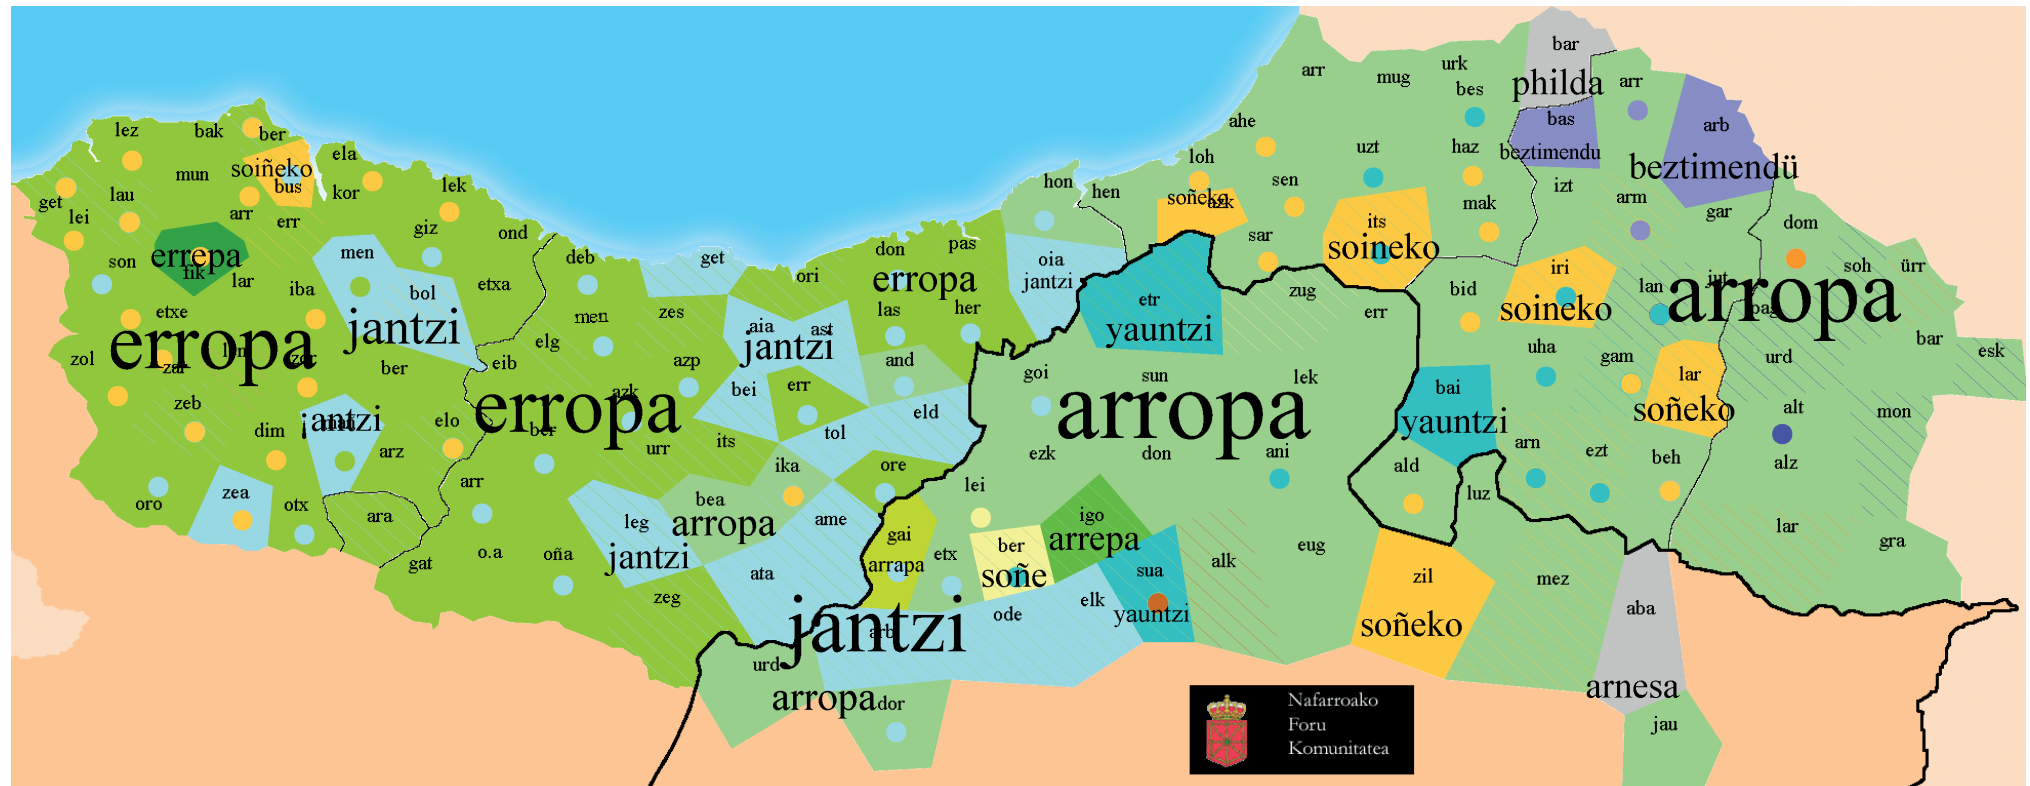 bar
arr
mug
urk
bes
philda
arr
lez
bak
ber
ahe
bas
arb
ela
mun
soiñeko
bus
loh
uzt
haz
beztimendu
beztimendü
get
lau
kor
lek
hon
hen
soñeko
azk
sen
mak
izt
arm
lei
arr
err
giz
ond
its
gar
dom
errepa
fik
son
lar
men
deb
get
don
pas
sar
soineko
iri
soh
ürr
iba
bol
etxa
ori
erropa
oia
jantzi
etr
zug
bid
lan
jut
arropa
etxe
men
zes
las
her
yauntzi
err
soineko
bar
erropa
zol
zal
jantzi
elg
aia
ast
jantzi
uha
gam
urd
esk
ber
eib
azp
and
goi
sun
lek
lar
zeb
azk
bei
err
eld
arropa
bai
yauntzi
soñeko
alt
mon
dim
jantzi
elo
erropa
ber
urr
its
tol
arz
ezk
don
ani
arn
ezt
beh
alz
oro
zea
otx
arr
ika
ore
lei
ald
luz
ara
leg
bea
arropa
ame
igo
lar
gra
gat
o.a
oña
jantzi
gai
arrapa
etx
ber
soñe
arrepa
alk
eug
ata
sua
zil
mez
zeg
jantzi
arb
ode
elk
yauntzi
soñeko
aba
urd
arropa
dor
arnesa
jau
Nafarroako
Foru
Komunitatea